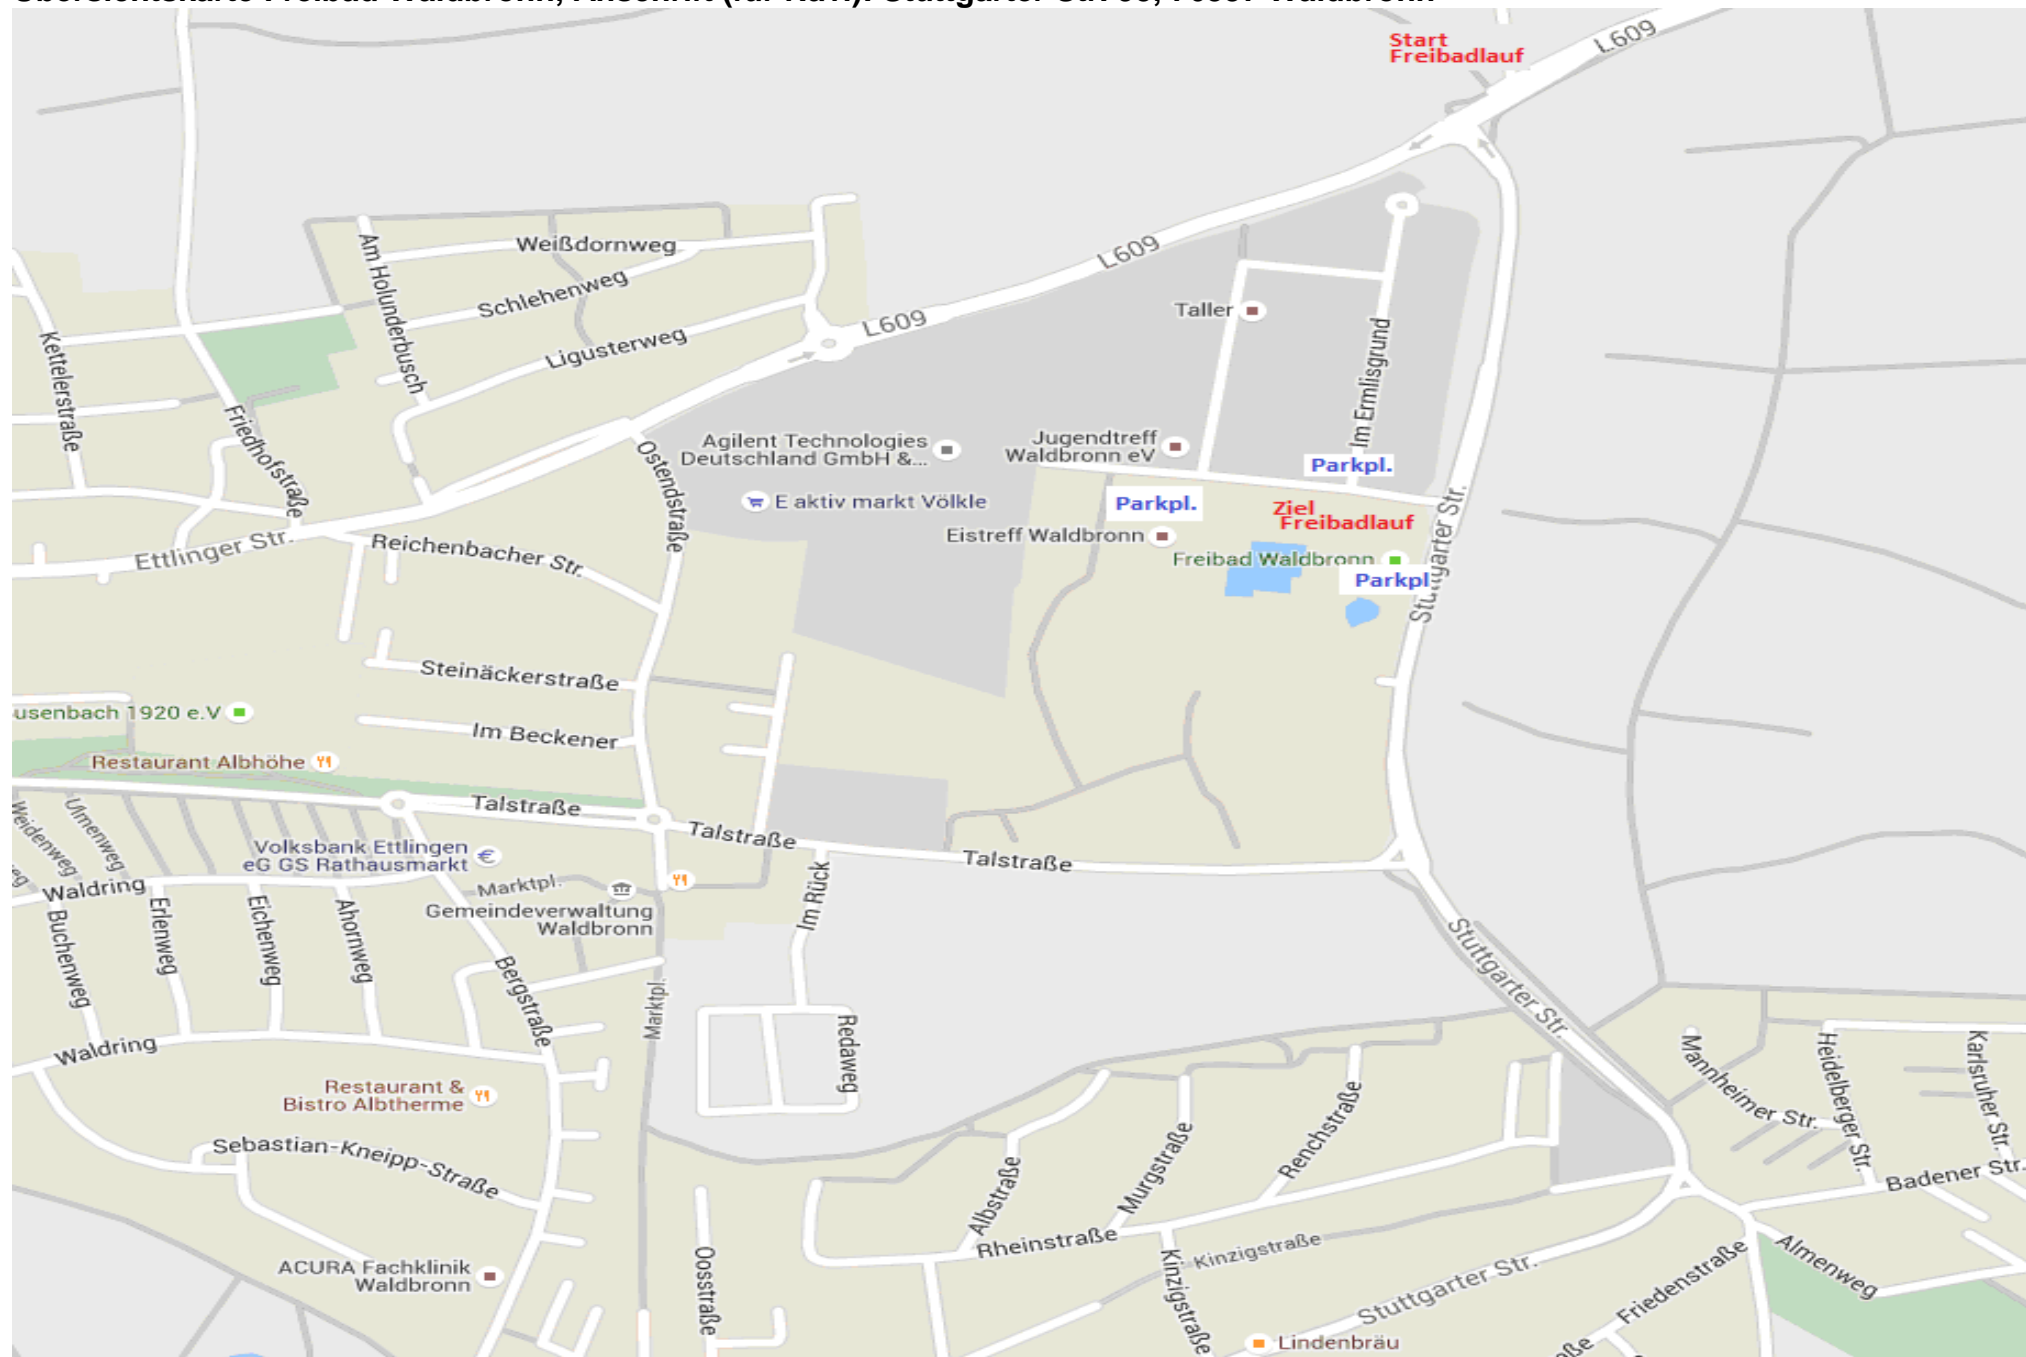 Start
Freibadlauf
L609
Weißdornweg
Am Holunderbusch
Schlehenweg
L609
Taller
L609
Ligusterweg
Kettelerstraße
Im Ermlisgrund
Friedhofstraße
Agilent Technologies
Deutschland GmbH &...
Jugendtreff
Waldbronn eV
Parkpl.
Ostendstraße
E aktiv markt Völkle
Parkpl.
Ziel
Freibadlauf
Eistreff Waldbronn
Stuttgarter Str.
Ettlinger Str.
Reichenbacher Str.
Freibad Waldbronn
Parkpl
Steinäckerstraße
usenbach 1920 e.V
Im Beckener
Restaurant Albhöhe
Talstraße
Talstraße
Talstraße
Weidenweg
Ulmenweg
Volksbank Ettlingen
eG GS Rathausmarkt
Waldring
Marktpl.
Gemeindeverwaltung
Waldbronn
Im Rück
Buchenweg
Erlenweg
Eichenweg
Ahornweg
Bergstraße
Stuttgarter Str.
Marktpl.
Waldring
Redaweg
Restaurant &
Bistro Albtherme
Mannheimer Str.
Heidelberger Str.
Karlsruher Str.
Sebastian-Kneipp-Straße
Albstraße
Murgstraße
Renchstraße
Badener Str.
Rheinstraße
Kinzigstraße
Kinzigstraße
ACURA Fachklinik
Waldbronn
Oosstraße
Stuttgarter Str.
Friedenstraße
Almenweg
Lindenbräu